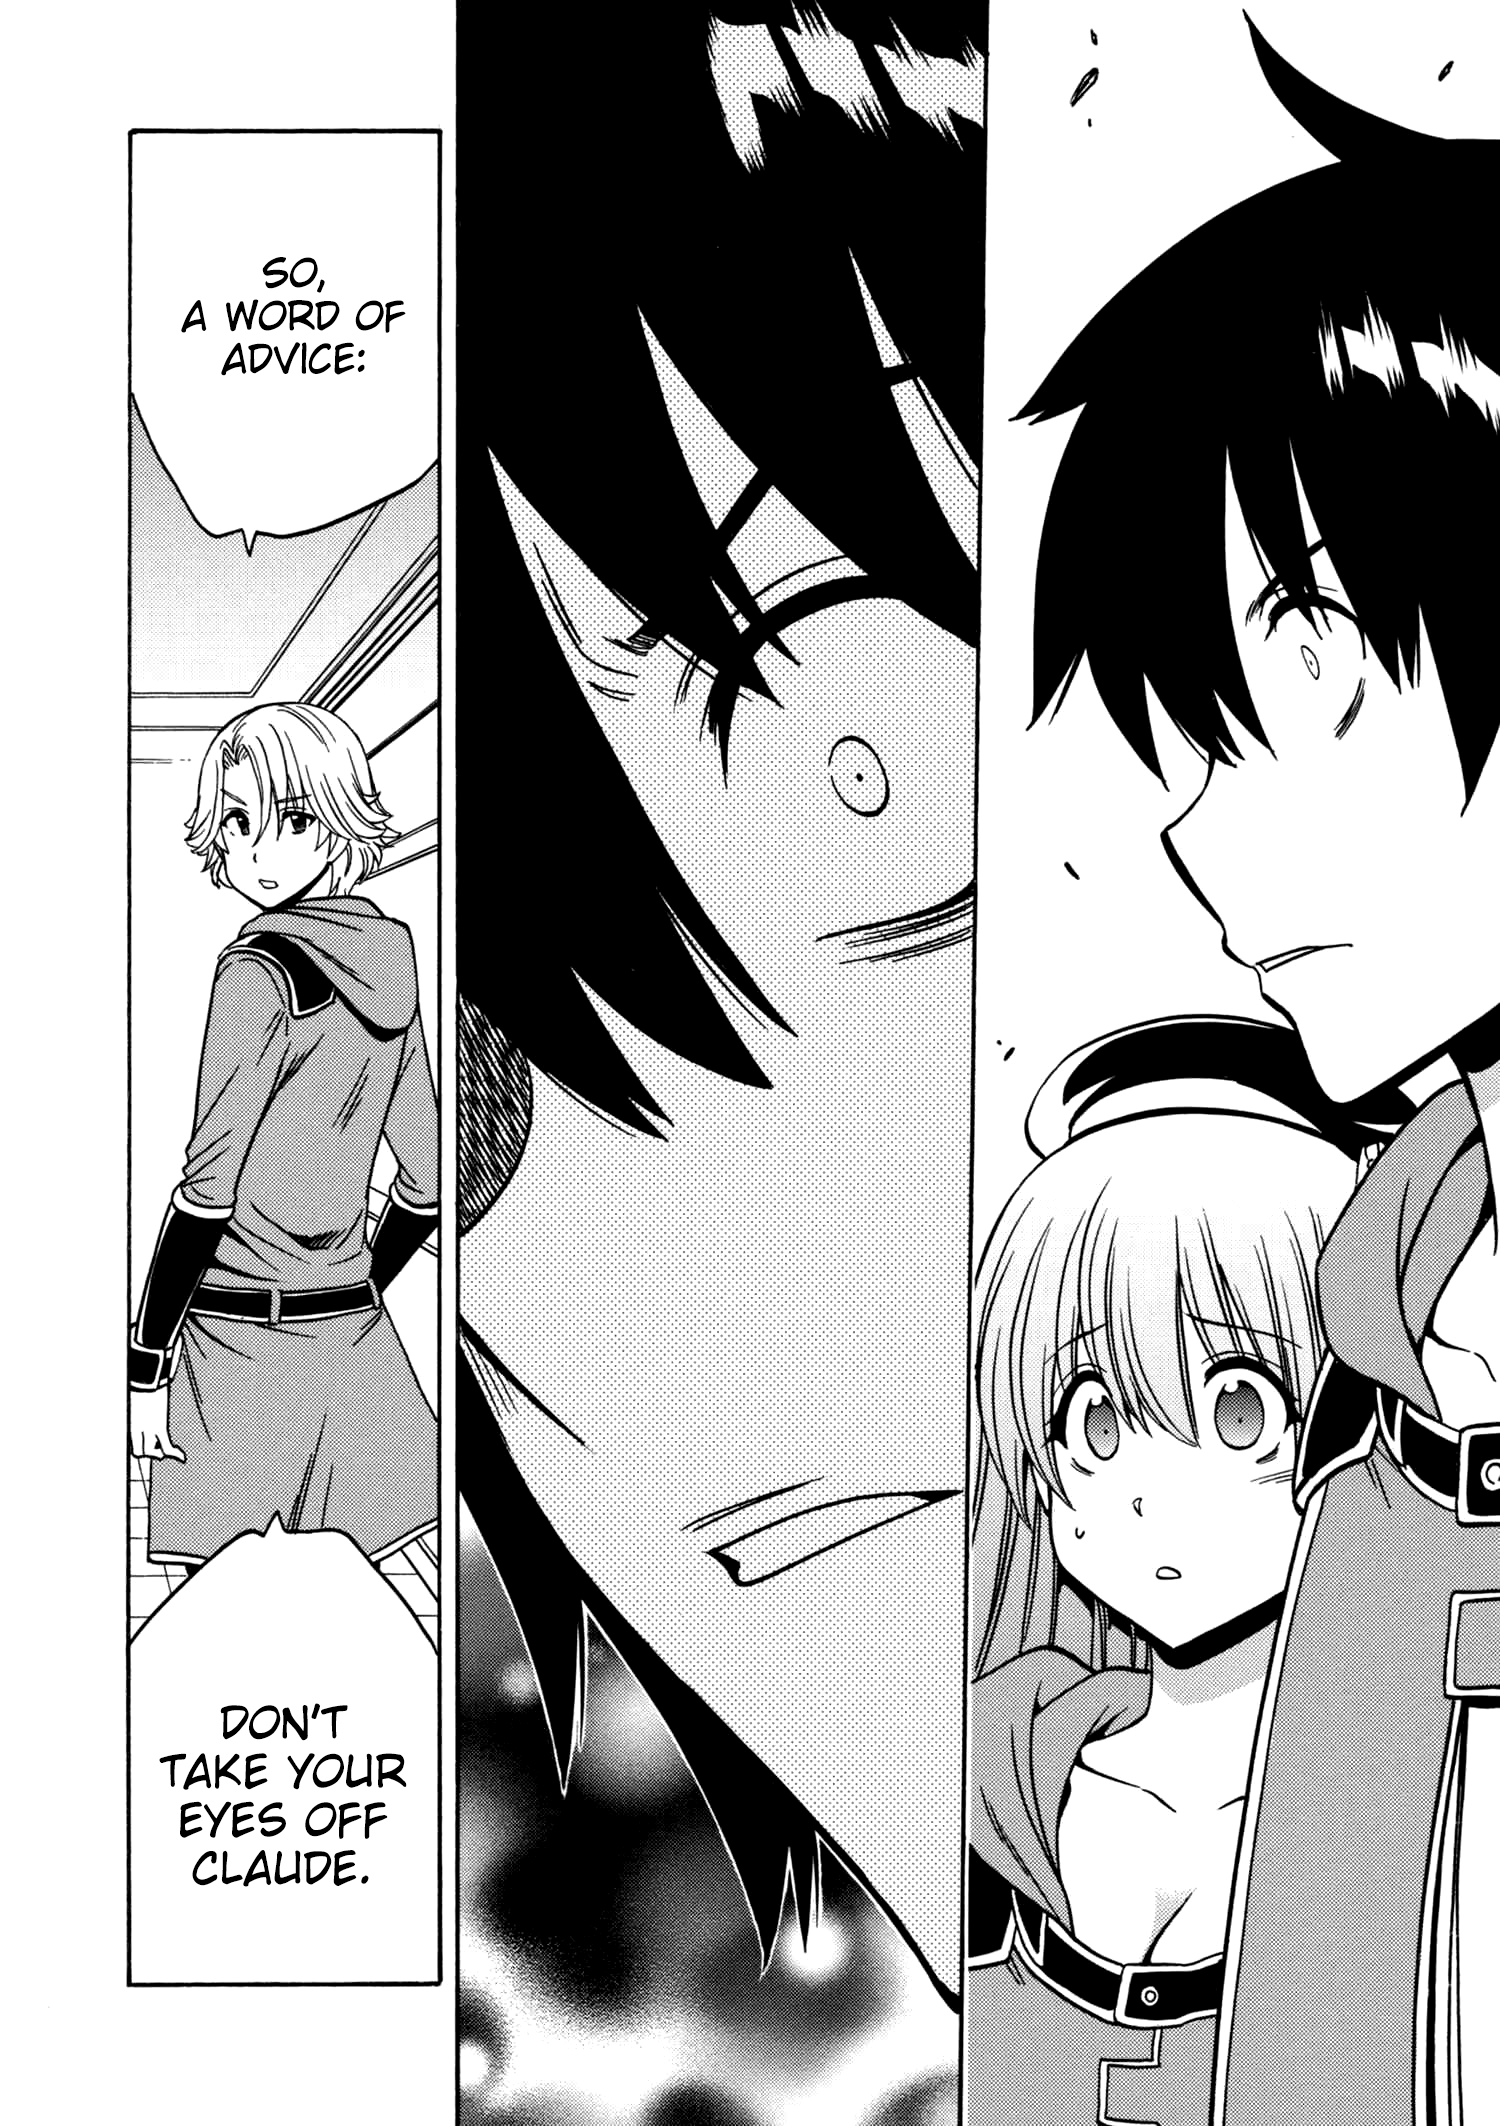 SO,
A WORD OF
ADVICE:
DON'T
TAKE YOUR
EYES OFF
CLAUDE.